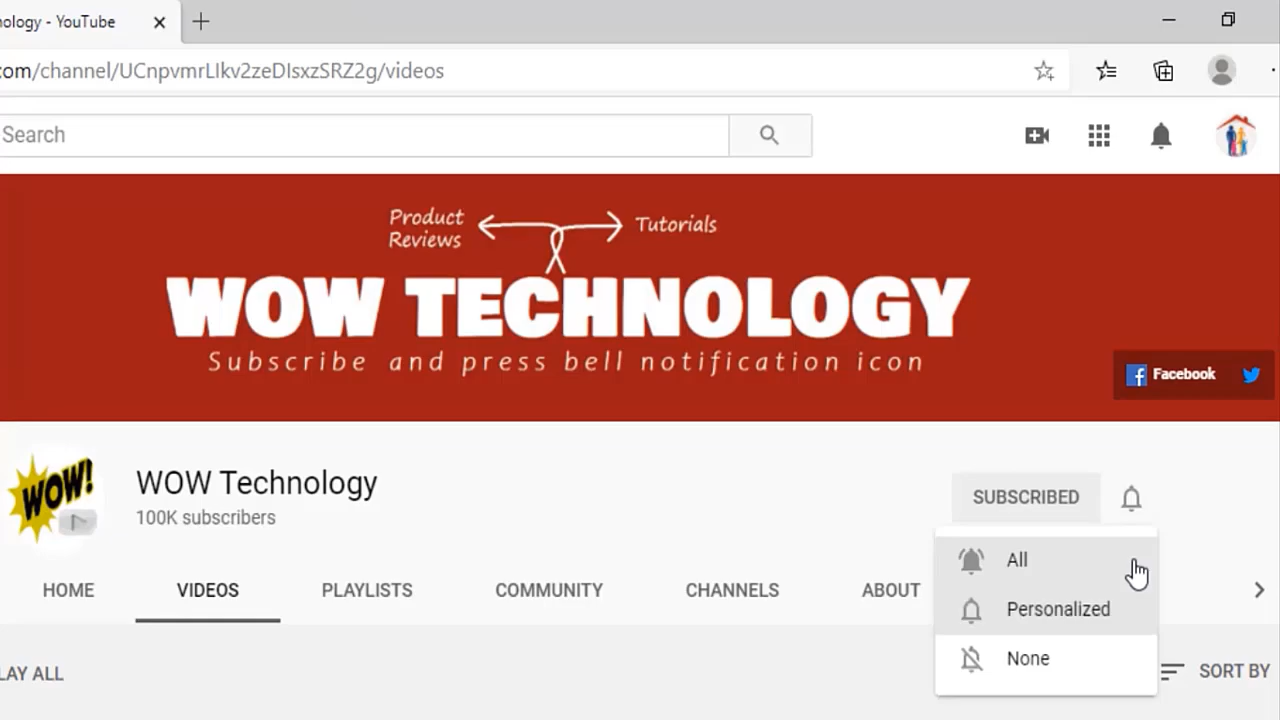 nology - YouTube
com/channel/UCnpvmrLIkv2zeDIsxzSRZ2g/videos
Search
Product
Reviews
Tutorials
WOW TECHNOLOGY
Subscribe and press bell notification icon
Facebook
WOW!
WOW Technology
100K subscribers
SUBSCRIBED
All
Personalized
None
HOME
VIDEOS
PLAYLISTS
COMMUNITY
CHANNELS
ABOUT
LAY ALL
SORT BY